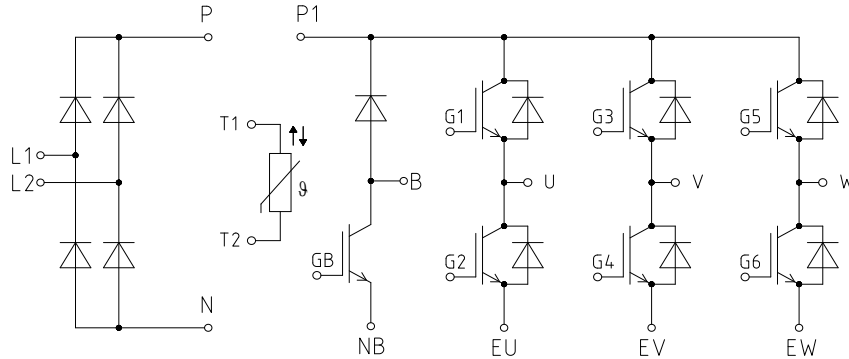 P P1
T1 G1 G3 G5
L1
L2
ϑ B U V W
T2
GB G2 G4 G6
N
NB EU EV EW